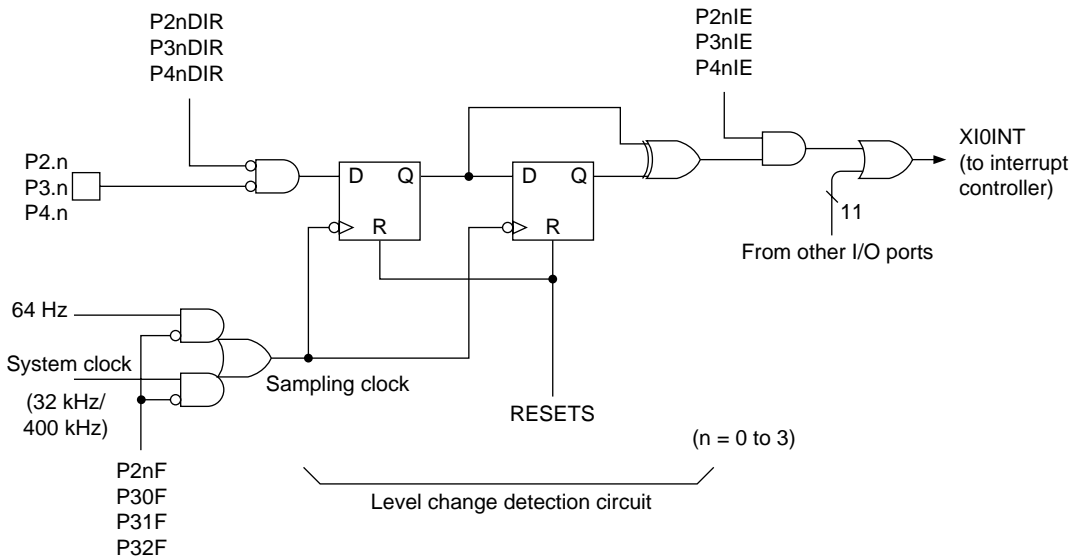 P2nDIR
P3nDIR
P4nDIR
P2nIE
P3nIE
P4nIE
P2.n
P3.n
P4.n
D Q
R
D Q
R
XI0INT
(to interrupt
controller)
11
From other I/O ports
64 Hz
System clock
(32 kHz/
400 kHz)
Sampling clock
RESETS
(n = 0 to 3)
P2nF
P30F
P31F
P32F
Level change detection circuit